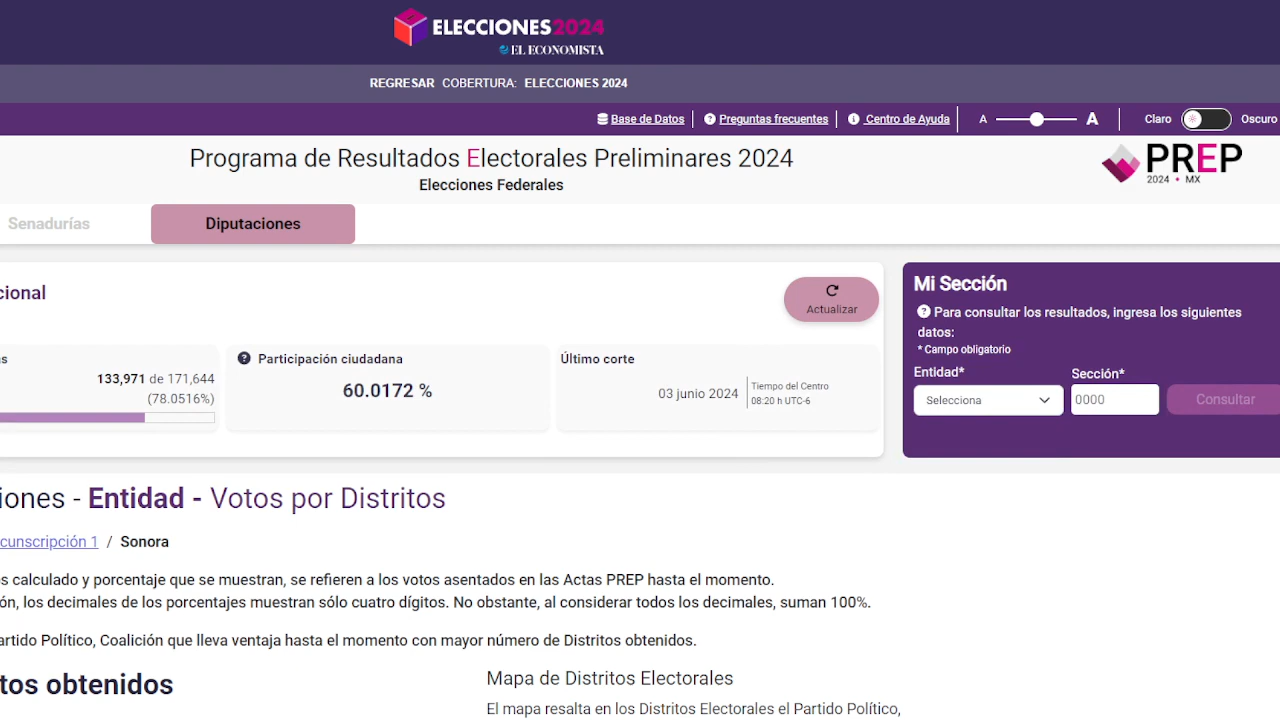 ELECCIONES2024
EL ECONOMISTA
REGRESAR COBERTURA: ELECCIONES 2024
Base de Datos Preguntas frecuentes Centro de Ayuda A A Claro Oscuro
Programa de Resultados Electorales Preliminares 2024
Elecciones Federales
PREP
2024 • MX
Senadurías Diputaciones
cional
Actualizar
Mi Sección
Para consultar los resultados, ingresa los siguientes
datos:
* Campo obligatorio
Entidad* Sección*
Selecciona 0000 Consultar
as Participación ciudadana Último corte
133,971 de 171,644
(78.0516%)
60.0172 %
03 junio 2024 Tiempo del Centro
08:20 h UTC-6
iones - Entidad - Votos por Distritos
cunscripción 1 / Sonora
s calculado y porcentaje que se muestran, se refieren a los votos asentados en las Actas PREP hasta el momento.
ón, los decimales de los porcentajes muestran sólo cuatro dígitos. No obstante, al considerar todos los decimales, suman 100%.
artido Político, Coalición que lleva ventaja hasta el momento con mayor número de Distritos obtenidos.
tos obtenidos
Mapa de Distritos Electorales
El mapa resalta en los Distritos Electorales el Partido Político,